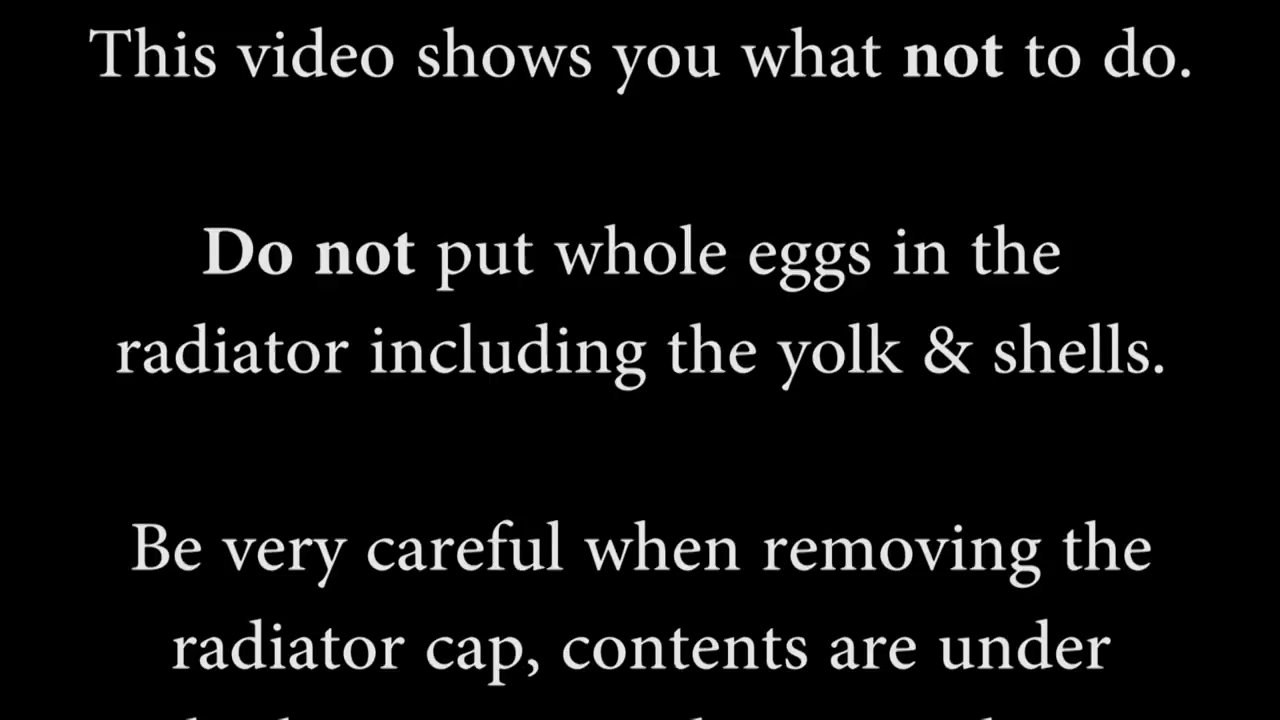 This video shows you what not to do.
Do not put whole eggs in the
radiator including the yolk & shells.
Be very careful when removing the
radiator cap, contents are under